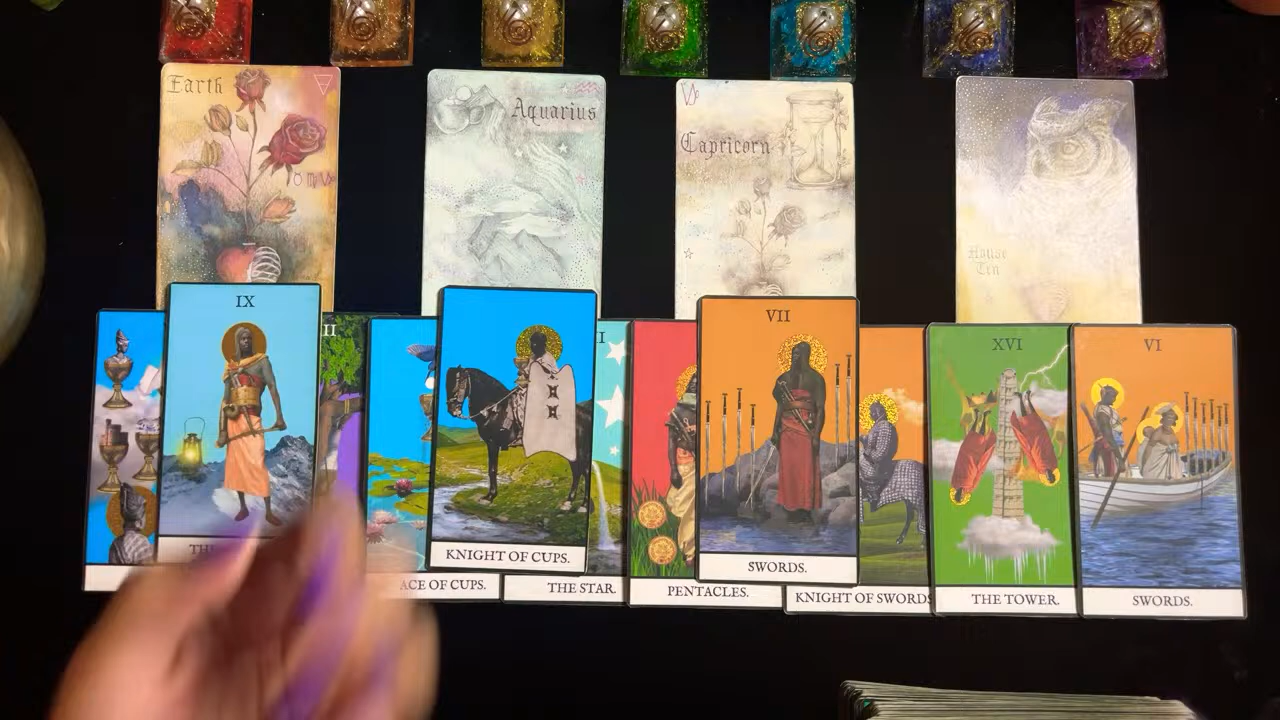 Earth
Aquarius
Capricorn
House
Ten
IX
II
I
VII
XVI
VI
KNIGHT OF CUPS.
SWORDS.
ACE OF CUPS.
THE STAR.
PENTACLES.
KNIGHT OF SWORDS
THE TOWER.
SWORDS.